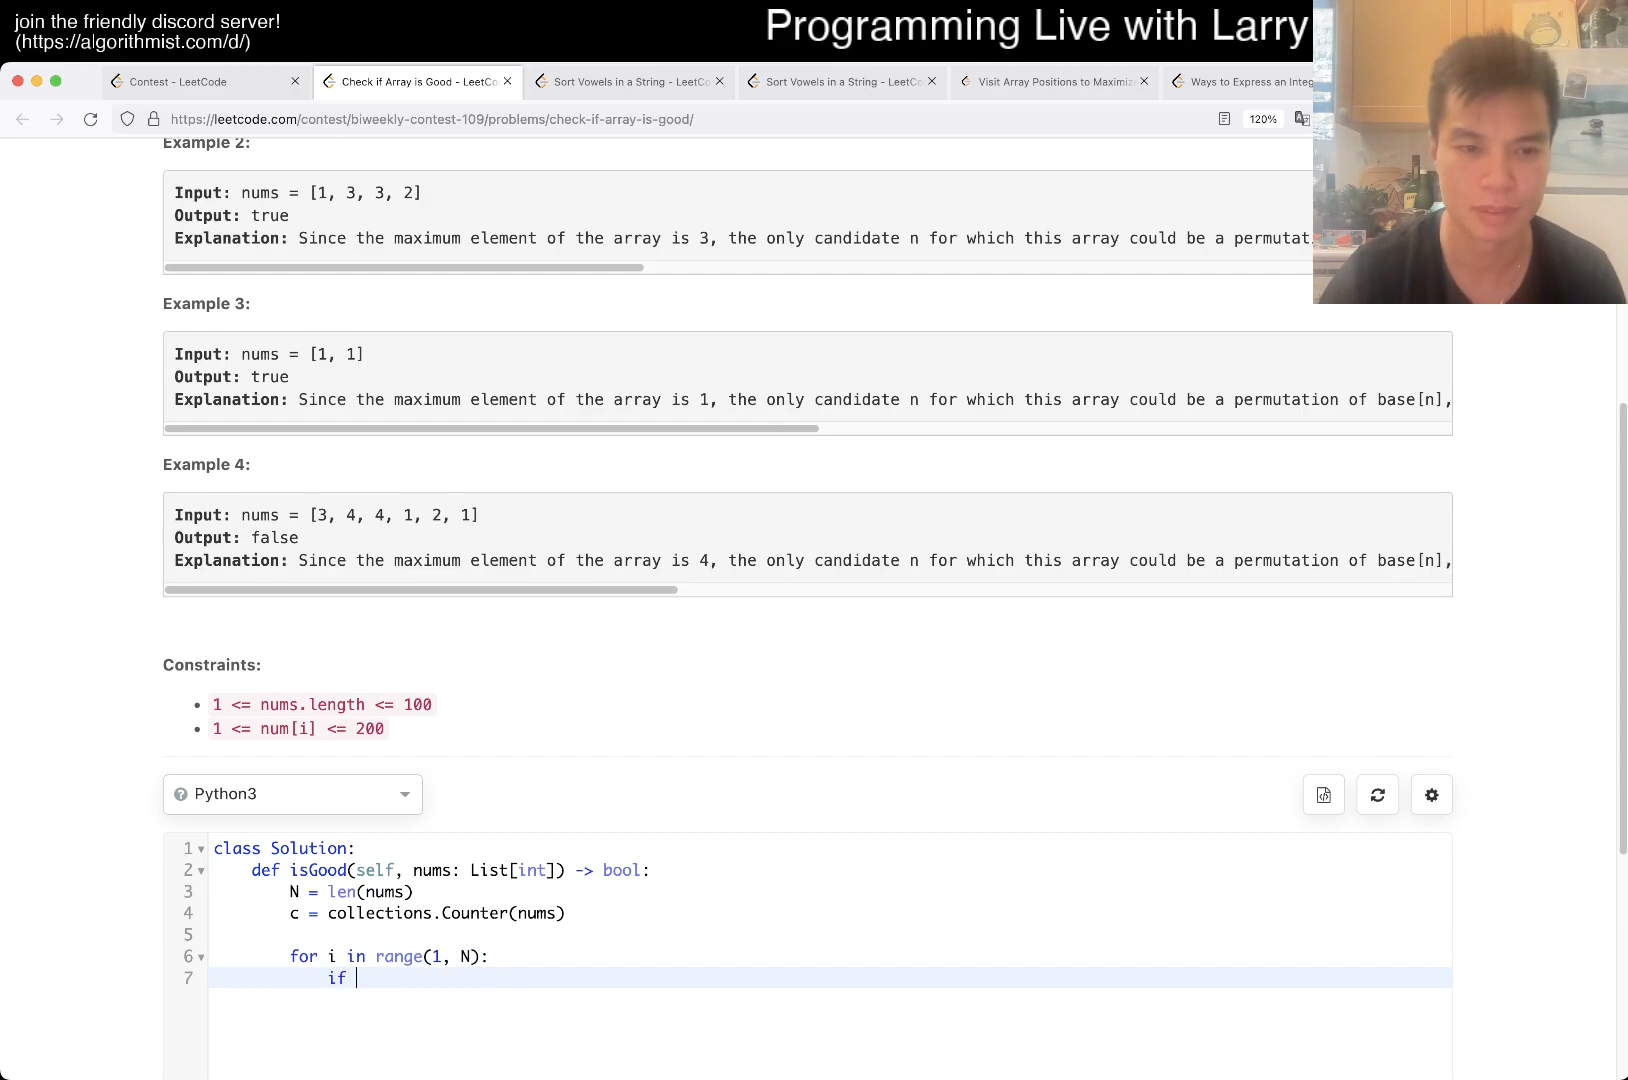 join the friendly discord server!
(https://algorithmist.com/d/)
Programming Live with Larry
Contest - LeetCode
Check if Array is Good - LeetCo
Sort Vowels in a String - LeetCo
Sort Vowels in a String - LeetCo
Visit Array Positions to Maximiz
Ways to Express an Integ
https://leetcode.com/contest/biweekly-contest-109/problems/check-if-array-is-good/
120%
Example 2:
Input: nums = [1, 3, 3, 2]
Output: true
Explanation: Since the maximum element of the array is 3, the only candidate n for which this array could be a permutat
Example 3:
Input: nums = [1, 1]
Output: true
Explanation: Since the maximum element of the array is 1, the only candidate n for which this array could be a permutation of base[n],
Example 4:
Input: nums = [3, 4, 4, 1, 2, 1]
Output: false
Explanation: Since the maximum element of the array is 4, the only candidate n for which this array could be a permutation of base[n],
Constraints:
1 <= nums.length <= 100
1 <= num[i] <= 200
Python3
1 class Solution:
2 def isGood(self, nums: List[int]) -> bool:
3 N = len(nums)
4 c = collections.Counter(nums)
5
6 for i in range(1, N):
7 if